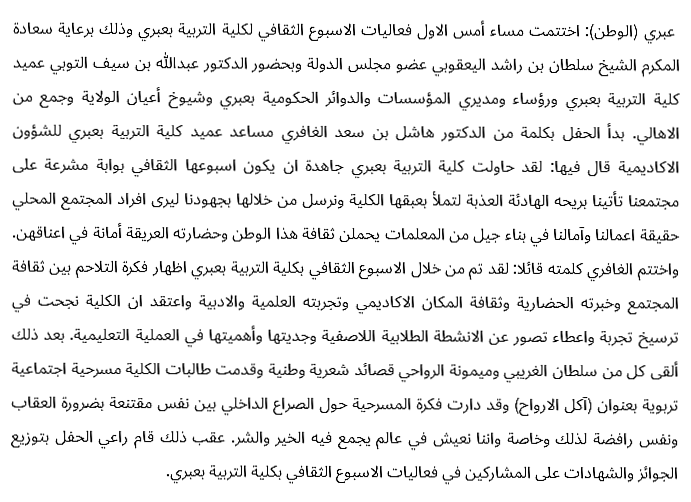 عبري (الوطن): اختتمت مساء أمس الاول فعاليات الاسبوع الثقافي لكلية التربية بعبري وذلك برعاية سعادة
المكرم الشيخ سلطان بن راشد اليعقوبي عضو مجلس الدولة وبحضور الدكتور عبدالله بن سيف التوبي عميد
كلية التربية بعبري ورؤساء ومديري المؤسسات والدوائر الحكومية بعبري وشيوخ أعيان الولاية وجمع من
الاهالي. بدأ الحفل بكلمة من الدكتور هاشل بن سعد الغافري مساعد عميد كلية التربية بعبري للشؤون
الاكاديمية قال فيها: لقد حاولت كلية التربية بعبري جاهدة ان يكون اسبوعها الثقافي بوابة مشرعة على
مجتمعنا تأتينا بريحه الهادئة العذبة لتملأ بعبقها الكلية ونرسل من خلالها بجهودنا ليرى افراد المجتمع المحلي
حقيقة اعمالنا وآمالنا في بناء جيل من المعلمات يحملن ثقافة هذا الوطن وحضارته العريقة أمانة في اعناقهن.
واختتم الغافري كلمته قائلا: لقد تم من خلال الاسبوع الثقافي بكلية التربية بعبري اظهار فكرة التلاحم بين ثقافة
المجتمع وخبرته الحضارية وثقافة المكان الاكاديمي وتجربته العلمية والادبية واعتقد ان الكلية نجحت في
ترسيخ تجربة واعطاء تصور عن الانشطة الطلابية اللاصفية وجديتها وأهميتها في العملية التعليمية. بعد ذلك
ألقى كل من سلطان الغريبي وميمونة الرواحي قصائد شعرية وطنية وقدمت طالبات الكلية مسرحية اجتماعية
تربوية بعنوان (آكل الارواح) وقد دارت فكرة المسرحية حول الصراع الداخلي بين نفس مقتنعة بضرورة العقاب
ونفس رافضة لذلك وخاصة واننا نعيش في عالم يجمع فيه الخير والشر. عقب ذلك قام راعي الحفل بتوزيع
الجوائز والشهادات على المشاركين في فعاليات الاسبوع الثقافي بكلية التربية بعبري.